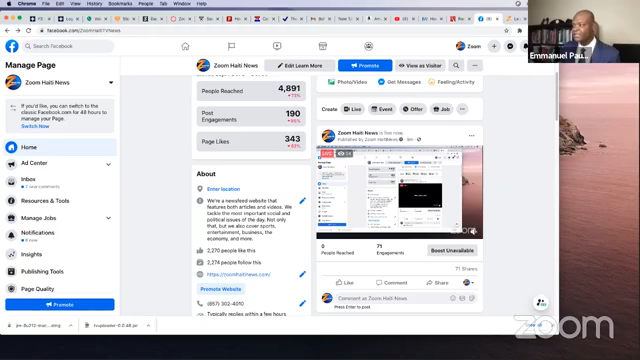 Chrome File Edit View History Bookmarks People Tab Window Help
facebook.com/ZoomHaitiTVNews
Search Facebook
Zoom
Manage Page
Zoom Haiti News
If you'd like, you can switch to the
classic Facebook.com for 48 hours to
manage your Page.
Switch Now
Home
Ad Center
Inbox
Resources & Tools
Manage Jobs
Notifications
Insights
Publishing Tools
Page Quality
Promote
Zoom Haiti News
Edit Learn More
Promote
View as Visitor
People Reached
4,891
Post
Engagements
190
Page Likes
343
About
Enter location
We're a newsfeed website that
features both articles and videos. We
tackle the most important social and
political issues of the day. Not only
that, but we also cover sports,
entertainment, business, the
economy, and more.
2,270 people like this
2,274 people follow this
https://zoomhaitinews.com/
Promote Website
(857) 302-4010
Typically replies within a few hours
Photo/Video
Get Messages
Feeling/Activity
Create
Live
Event
Offer
Job
Zoom Haiti News is live now.
LIVE
zoom
0
People Reached
71
Engagements
Boost Unavailable
71 Shares
Like
Comment
Share
Comment as Zoom Haiti News
Press Enter to post.
Emmanuel Pau...
zoom